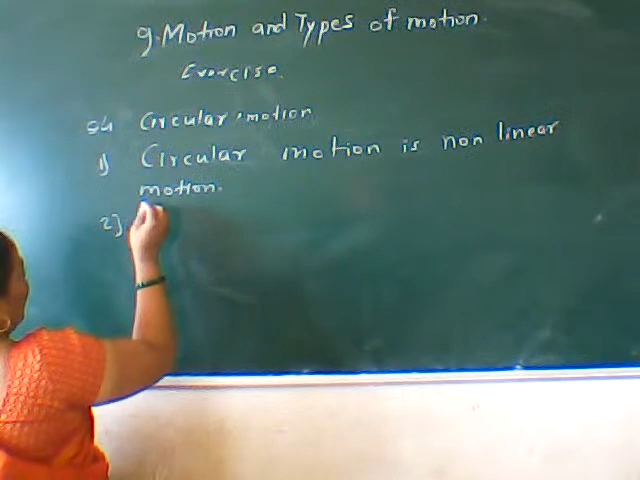 9. Motion and Types of motion.
Exercise.
Circular motion
1) Circular motion is non linear
motion.
2)